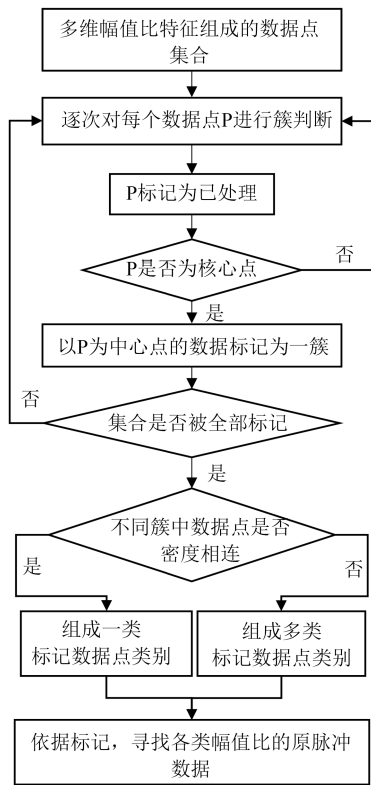 多维幅值比特征组成的数据点
集合
逐次对每个数据点P进行簇判断
P标记为已处理
P是否为核心点
否
是
以P为中心点的数据标记为一簇
否
集合是否被全部标记
是
不同簇中数据点是否
密度相连
是
否
组成一类
标记数据点类别
组成多类
标记数据点类别
依据标记，寻找各类幅值比的原脉冲
数据